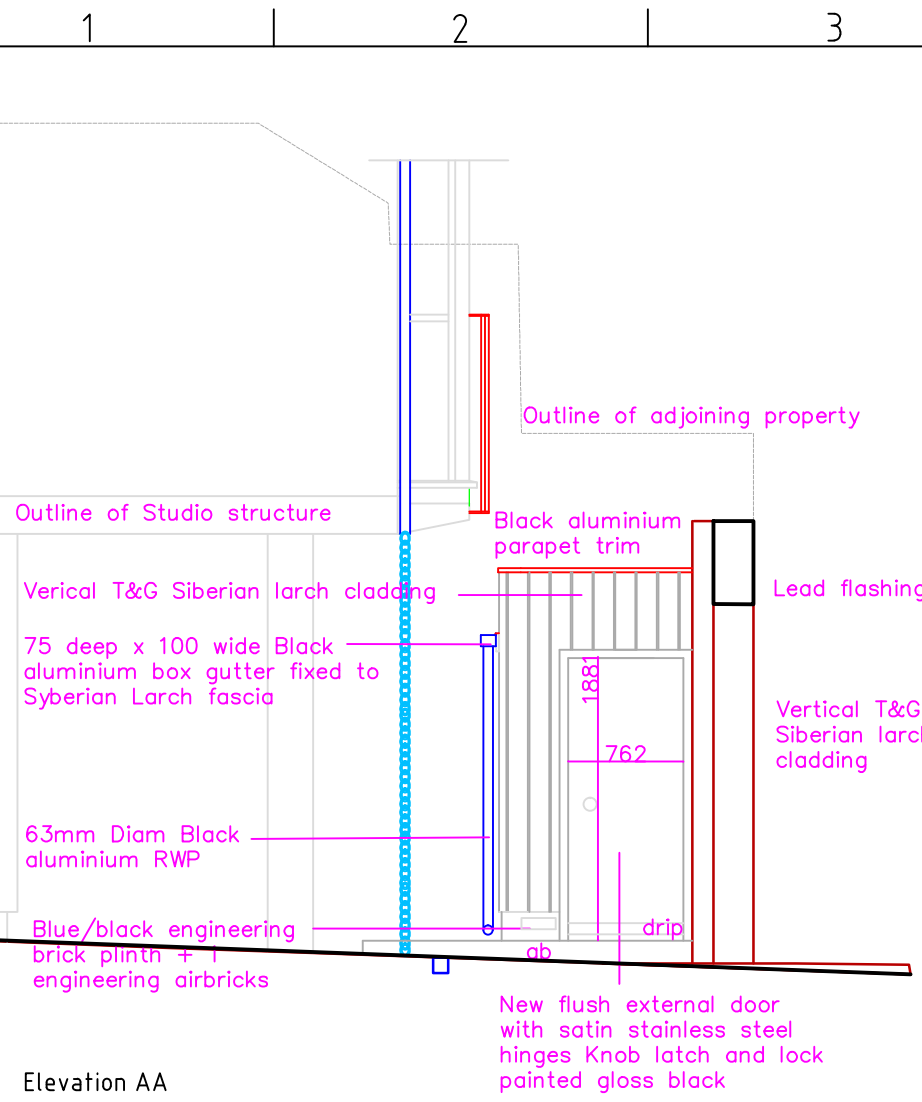 1 2 3
Outline of adjoining property
Outline of Studio structure
Black aluminium
parapet trim
Verical T&G Siberian larch cladding
Lead flashing
75 deep x 100 wide Black
aluminium box gutter fixed to
Syberian Larch fascia
1881
762
Vertical T&G
Siberian larch
cladding
63mm Diam Black
aluminium RWP
Blue/black engineering
brick plinth + 1
engineering airbricks
drip
ab
New flush external door
with satin stainless steel
hinges Knob latch and lock
painted gloss black
Elevation AA